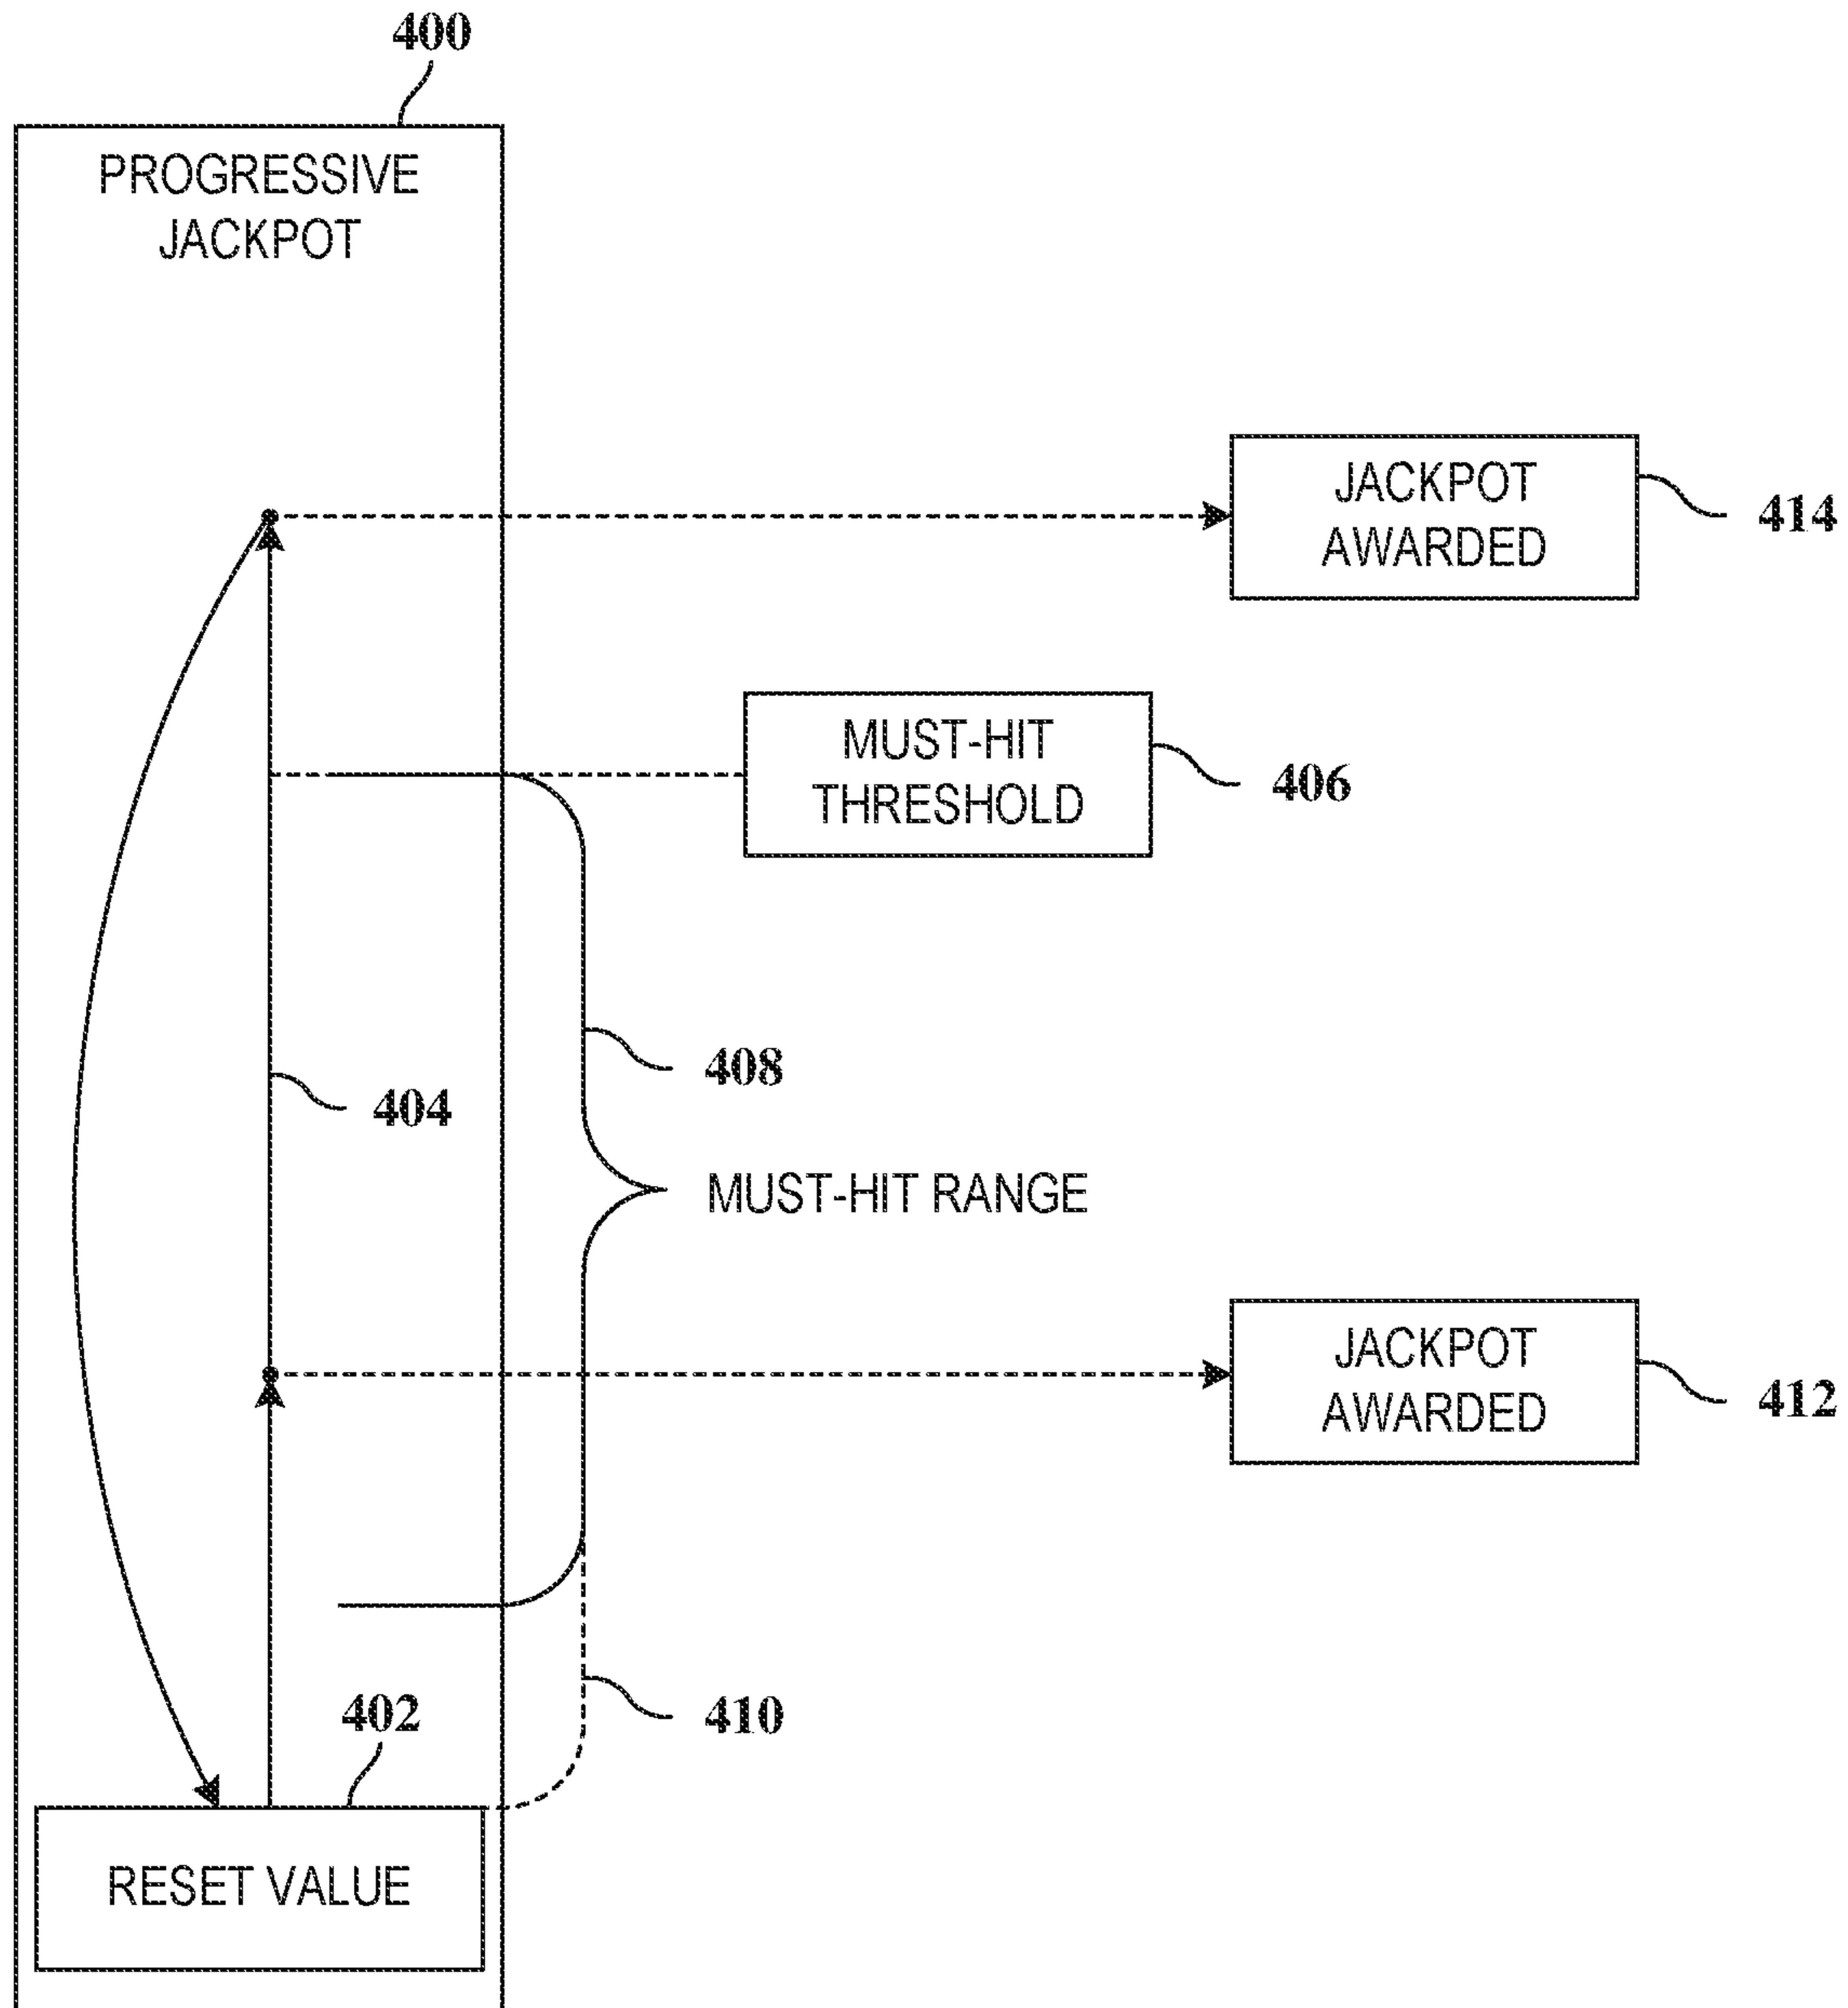 400
PROGRESSIVE
JACKPOT
JACKPOT
AWARDED
414
MUST-HIT
THRESHOLD
406
408
404
MUST-HIT RANGE
JACKPOT
AWARDED
412
402
410
RESET VALUE